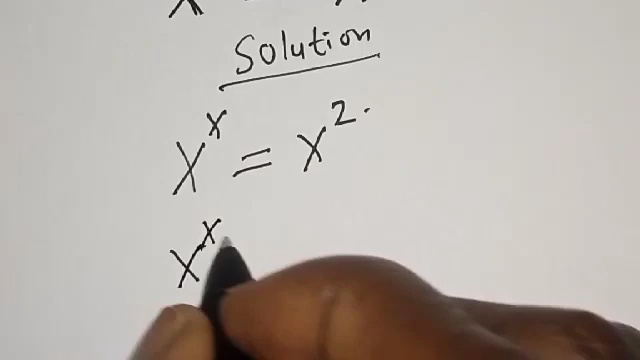 Solution
X^x = X^2.
X^x